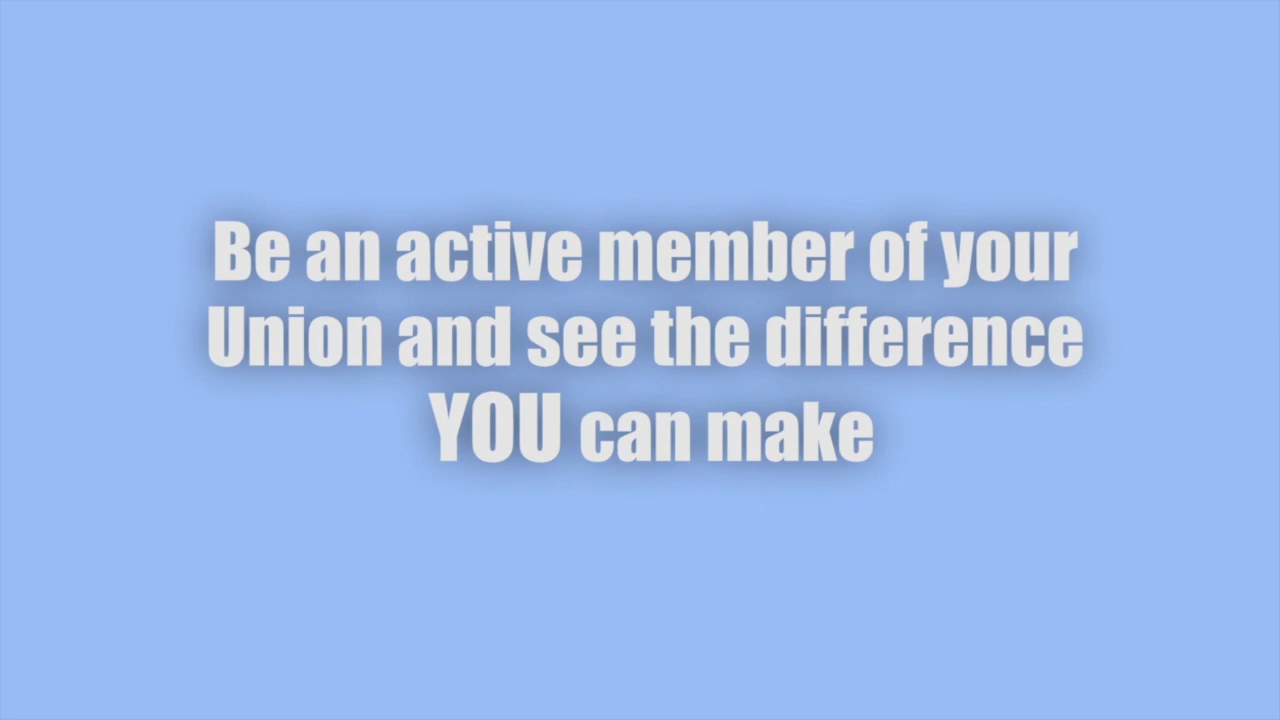 Be an active member of your
Union and see the difference
YOU can make